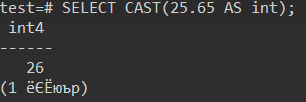 test=# SELECT CAST(25.65 AS int);
int4
------
26
(1 ёЄЁюър)